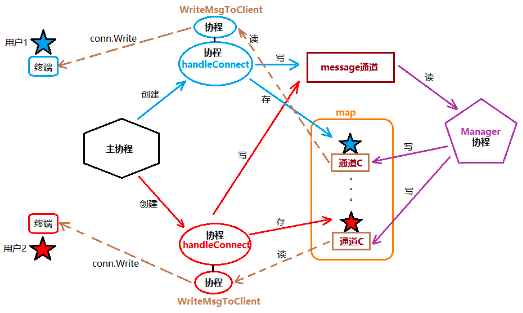 WriteMsgToClient
用户1
conn.Write
协程
读
终端
协程
handleConnect
写
message通道
读
创建
存
map
Manager
协程
主协程
写
通道C
写
写
创建
终端
协程
handleConnect
存
通道C
用户2
conn.Write
读
协程
WriteMsgToClient